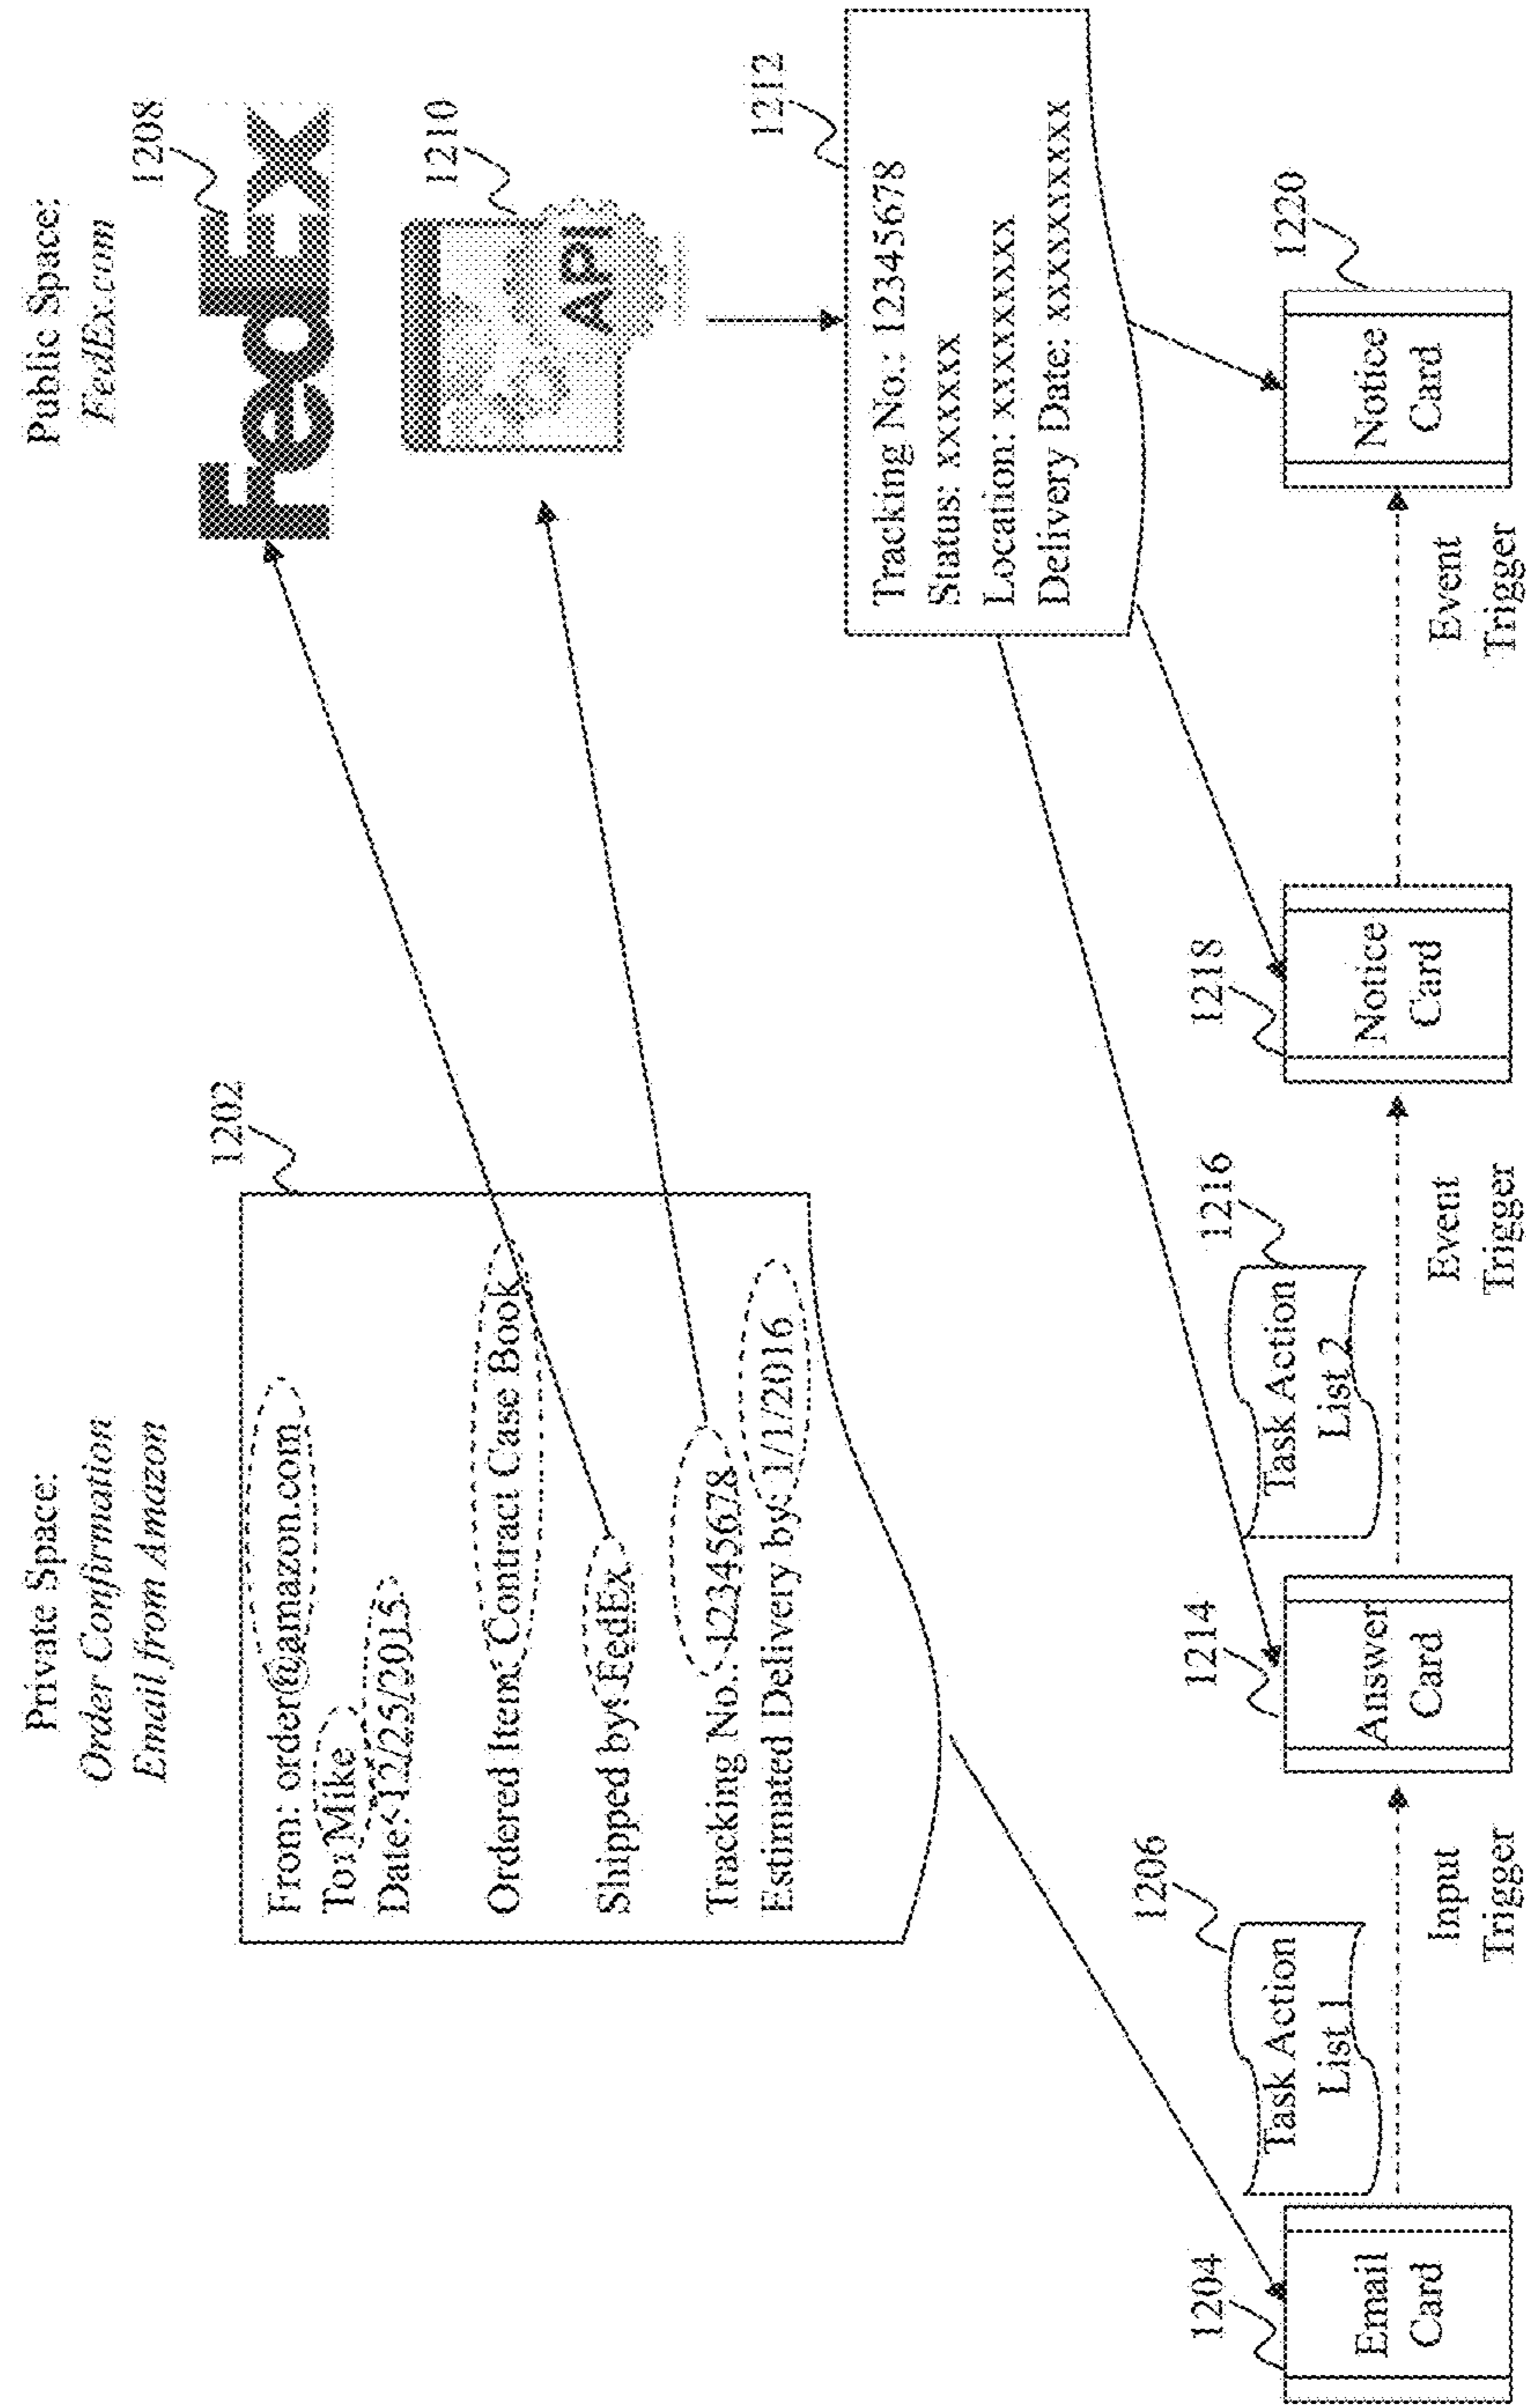 Private Space:
Order Confirmation
Email from Amazon
Public Space:
FedEx.com
1202
From: order@amazon.com
To: Mike
Date: 12/25/2015
Ordered Item: Contract Case Book
Shipped by: FedEx
Tracking No.: 12345678
Estimated Delivery by: 1/1/2016
FedEx
1208
API
1210
1212
Tracking No.: 12345678
Status: xxxxxx
Location: xxxxxxxxx
Delivery Date: xxxxxxxxxx
1204
Email
Card
1206
Task Action
List 1
Input
Trigger
1214
Answer
Card
1216
Task Action
List 2
Event
Trigger
1218
Notice
Card
Event
Trigger
1220
Notice
Card